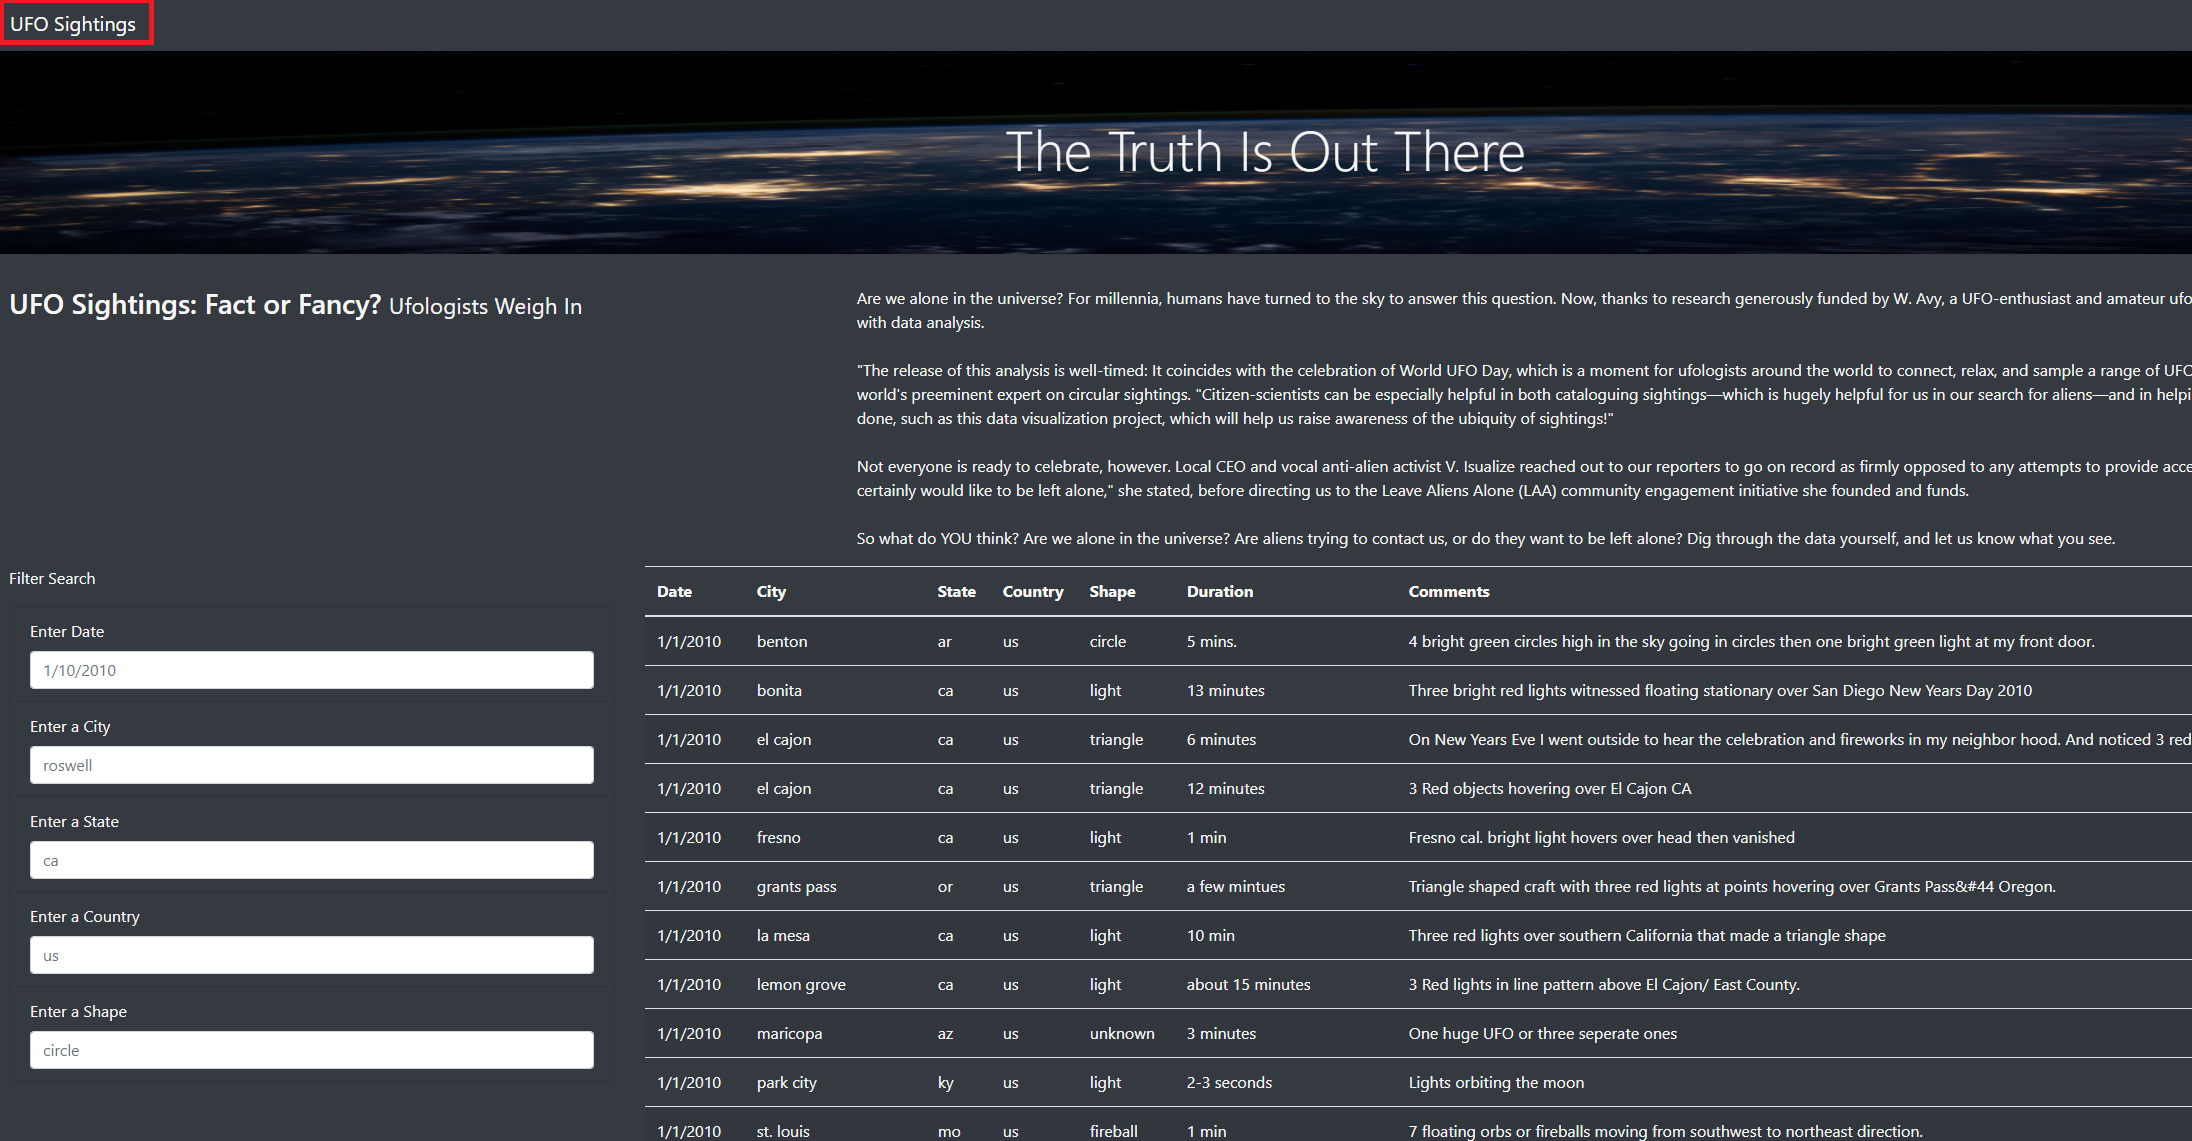 UFO Sightings
The Truth Is Out There
UFO Sightings: Fact or Fancy? Ufologists Weigh In
Are we alone in the universe? For millennia, humans have turned to the sky to answer this question. Now, thanks to research generously funded by W. Avy, a UFO-enthusiast and amateur ufo
with data analysis.
"The release of this analysis is well-timed: It coincides with the celebration of World UFO Day, which is a moment for ufologists around the world to connect, relax, and sample a range of UFO
world's preeminent expert on circular sightings. "Citizen-scientists can be especially helpful in both cataloguing sightings—which is hugely helpful for us in our search for aliens—and in helpi
done, such as this data visualization project, which will help us raise awareness of the ubiquity of sightings!"
Not everyone is ready to celebrate, however. Local CEO and vocal anti-alien activist V. Isualize reached out to our reporters to go on record as firmly opposed to any attempts to provide acce
certainly would like to be left alone," she stated, before directing us to the Leave Aliens Alone (LAA) community engagement initiative she founded and funds.
So what do YOU think? Are we alone in the universe? Are aliens trying to contact us, or do they want to be left alone? Dig through the data yourself, and let us know what you see.
Filter Search
Enter Date
1/10/2010
Enter a City
roswell
Enter a State
ca
Enter a Country
us
Enter a Shape
circle
Date City State Country Shape Duration Comments
1/1/2010 benton ar us circle 5 mins. 4 bright green circles high in the sky going in circles then one bright green light at my front door.
1/1/2010 bonita ca us light 13 minutes Three bright red lights witnessed floating stationary over San Diego New Years Day 2010
1/1/2010 el cajon ca us triangle 6 minutes On New Years Eve I went outside to hear the celebration and fireworks in my neighbor hood. And noticed 3 red
1/1/2010 el cajon ca us triangle 12 minutes 3 Red objects hovering over El Cajon CA
1/1/2010 fresno ca us light 1 min Fresno cal. bright light hovers over head then vanished
1/1/2010 grants pass or us triangle a few mintues Triangle shaped craft with three red lights at points hovering over Grants Pass&#44 Oregon.
1/1/2010 la mesa ca us light 10 min Three red lights over southern California that made a triangle shape
1/1/2010 lemon grove ca us light about 15 minutes 3 Red lights in line pattern above El Cajon/ East County.
1/1/2010 maricopa az us unknown 3 minutes One huge UFO or three seperate ones
1/1/2010 park city ky us light 2-3 seconds Lights orbiting the moon
1/1/2010 st. louis mo us fireball 1 min 7 floating orbs or fireballs moving from southwest to northeast direction.